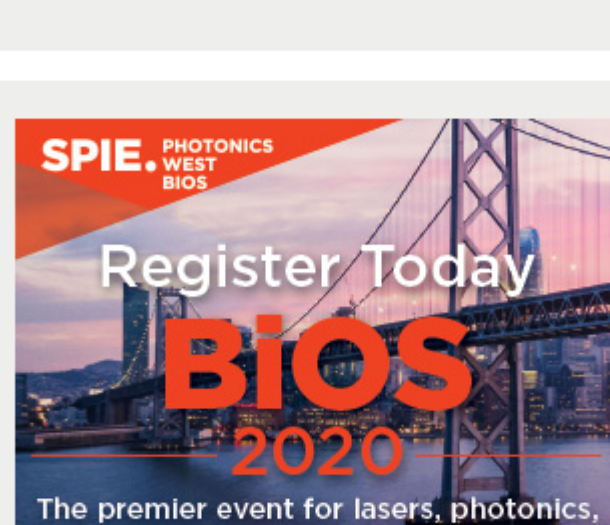 SPIE. PHOTONICS
WEST
BIOS
Register Today
BiOS
2020
The premier event for lasers, photonics,